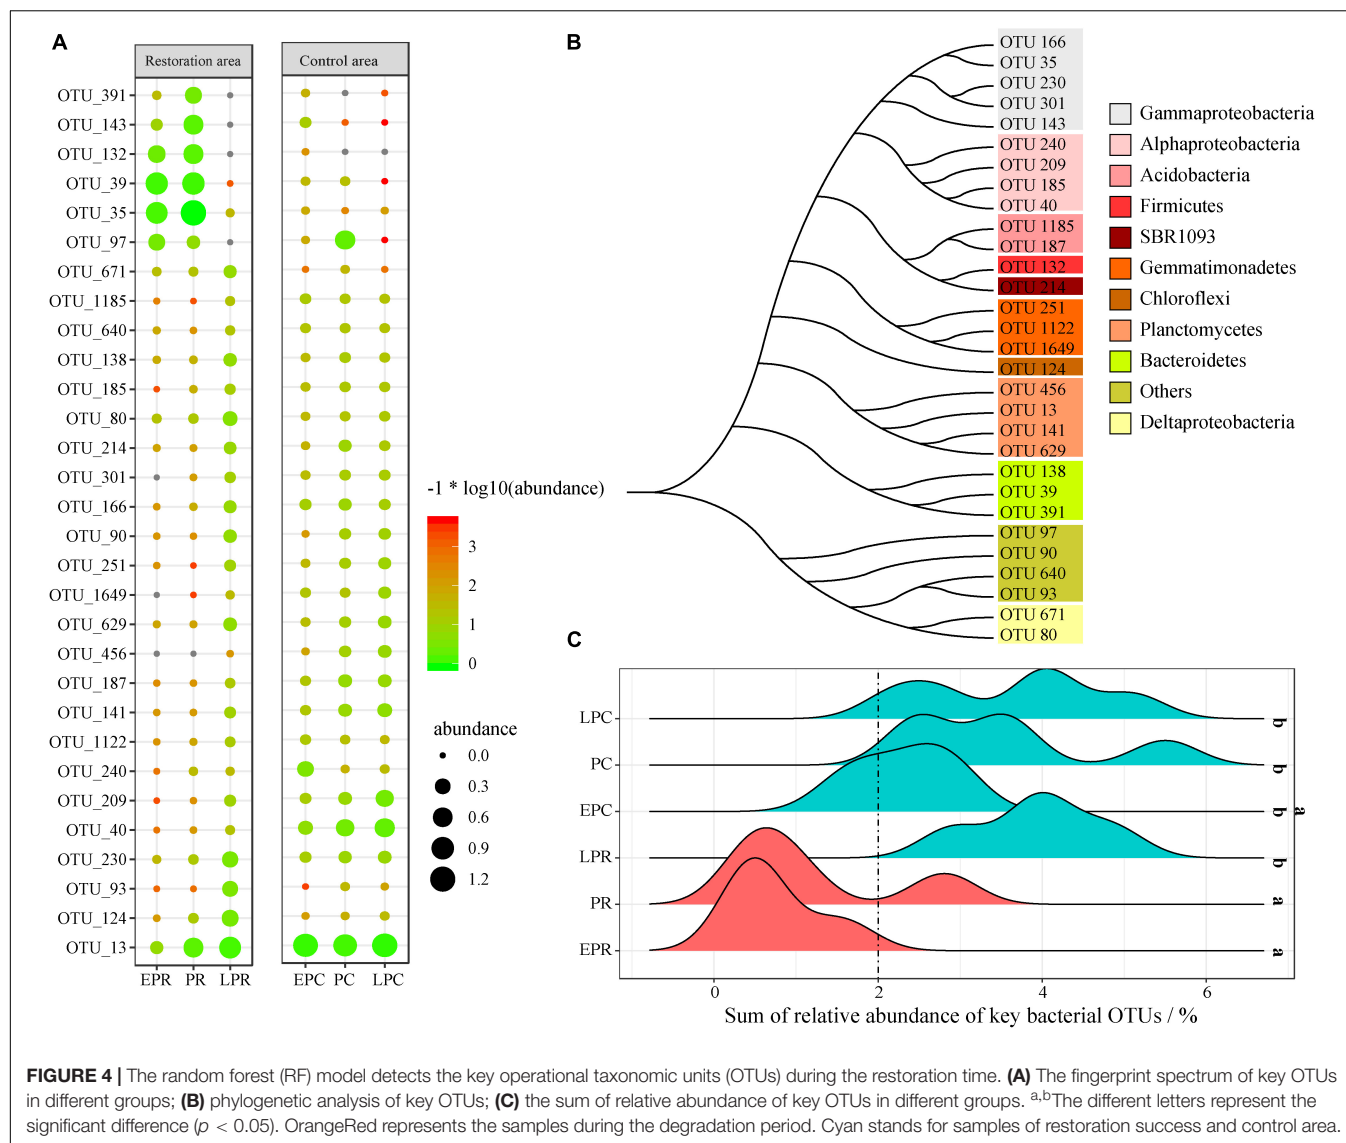 A
Restoration area
Control area
OTU_391
OTU_143
OTU_132
OTU_39
OTU_35
OTU_97
OTU_671
OTU_1185
OTU_640
OTU_138
OTU_185
OTU_80
OTU_214
OTU_301
OTU_166
OTU_90
OTU_251
OTU_1649
OTU_629
OTU_456
OTU_187
OTU_141
OTU_1122
OTU_240
OTU_209
OTU_40
OTU_230
OTU_93
OTU_124
OTU_13
EPR PR LPR
EPC PC LPC
-1 * log10(abundance)
3
2
1
0
abundance
0.0
0.3
0.6
0.9
1.2
B
OTU 166
OTU 35
OTU 230
OTU 301
OTU 143
OTU 240
OTU 209
OTU 185
OTU 40
OTU 1185
OTU 187
OTU 132
OTU 214
OTU 251
OTU 1122
OTU 1649
OTU 124
OTU 456
OTU 13
OTU 141
OTU 629
OTU 138
OTU 39
OTU 391
OTU 97
OTU 90
OTU 640
OTU 93
OTU 671
OTU 80
Gammaproteobacteria
Alphaproteobacteria
Acidobacteria
Firmicutes
SBR1093
Gemmatimonadetes
Chloroflexi
Planctomycetes
Bacteroidetes
Others
Deltaproteobacteria
C
LPC b
PC b
EPC b a
LPR b
PR a
EPR a
0 2 4 6
Sum of relative abundance of key bacterial OTUs / %
FIGURE 4 | The random forest (RF) model detects the key operational taxonomic units (OTUs) during the restoration time. (A) The fingerprint spectrum of key OTUs
in different groups; (B) phylogenetic analysis of key OTUs; (C) the sum of relative abundance of key OTUs in different groups. a,bThe different letters represent the
significant difference (p < 0.05). OrangeRed represents the samples during the degradation period. Cyan stands for samples of restoration success and control area.